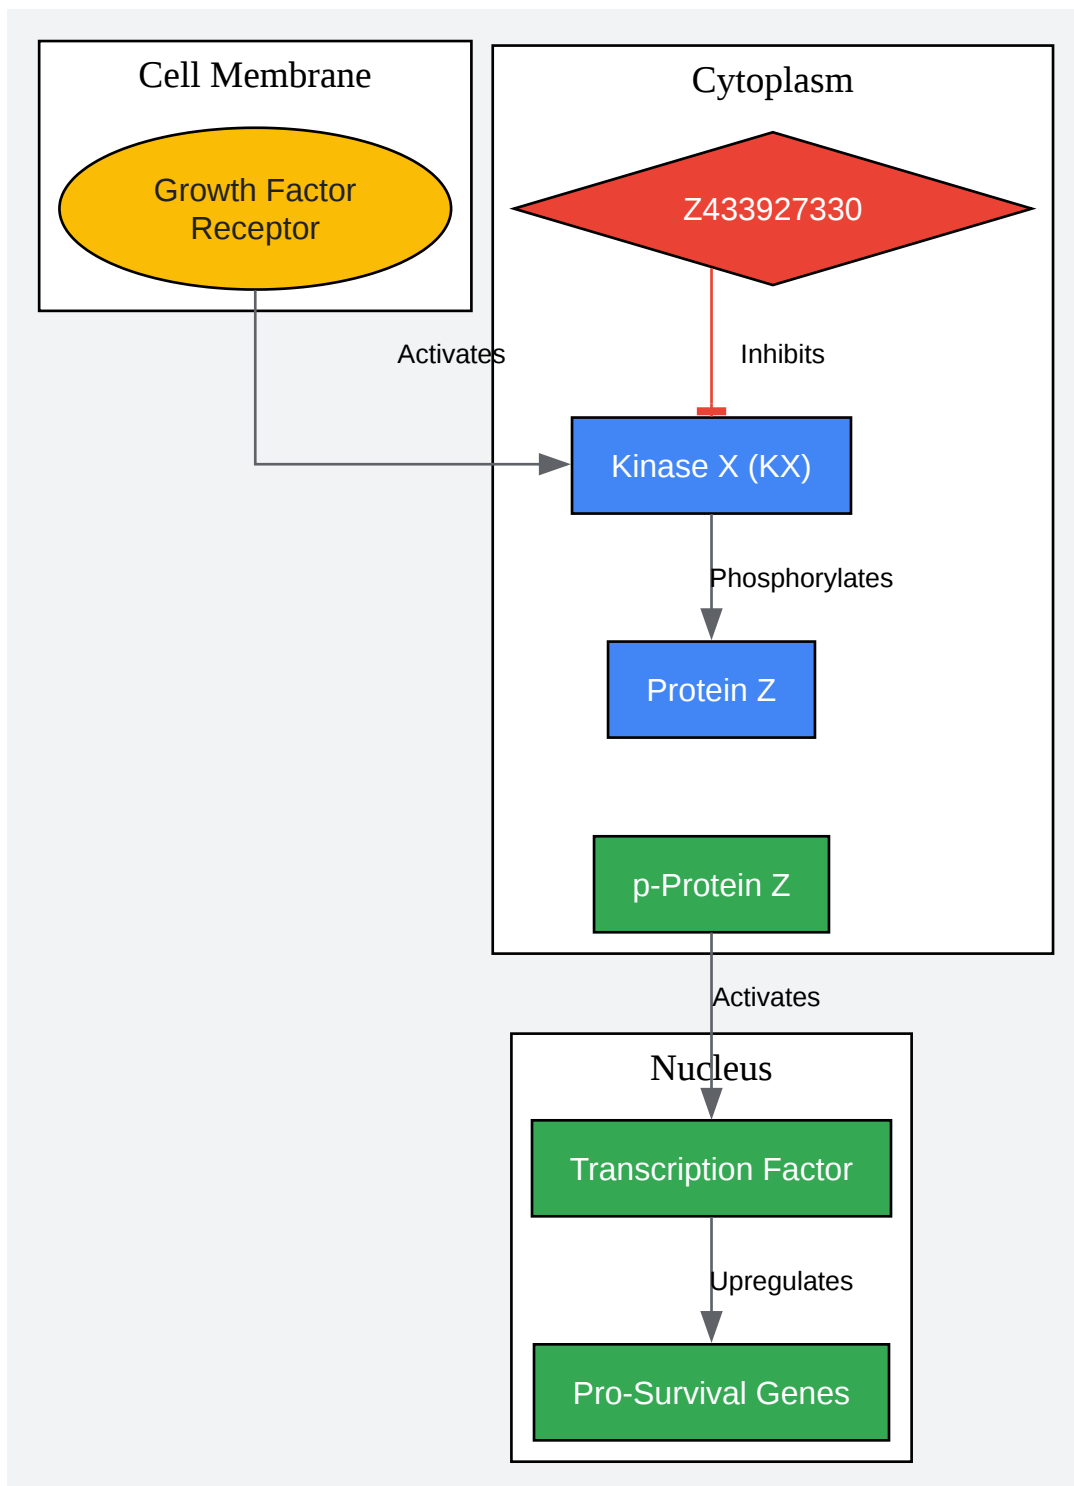 Cell Membrane
Growth Factor
Receptor
Cytoplasm
Z433927330
Activates
Inhibits
Kinase X (KX)
Phosphorylates
Protein Z
p-Protein Z
Activates
Nucleus
Transcription Factor
Upregulates
Pro-Survival Genes